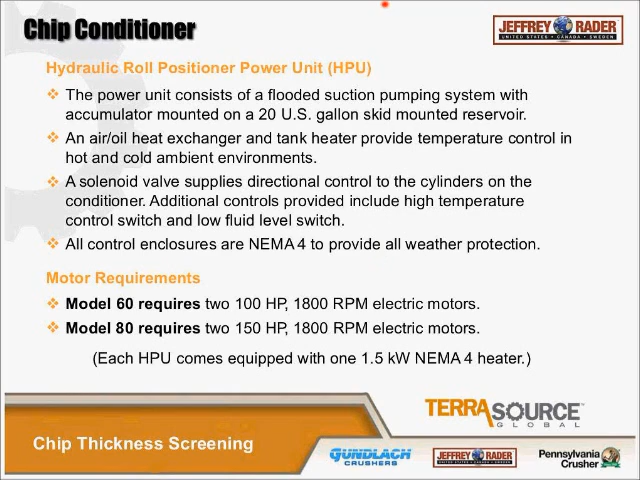 Chip Conditioner
JEFFREY RADER
UNITED STATES • CANADA • SWEDEN
Hydraulic Roll Positioner Power Unit (HPU)
❖ The power unit consists of a flooded suction pumping system with
accumulator mounted on a 20 U.S. gallon skid mounted reservoir.
❖ An air/oil heat exchanger and tank heater provide temperature control in
hot and cold ambient environments.
❖ A solenoid valve supplies directional control to the cylinders on the
conditioner. Additional controls provided include high temperature
control switch and low fluid level switch.
❖ All control enclosures are NEMA 4 to provide all weather protection.
Motor Requirements
❖ Model 60 requires two 100 HP, 1800 RPM electric motors.
❖ Model 80 requires two 150 HP, 1800 RPM electric motors.
(Each HPU comes equipped with one 1.5 kW NEMA 4 heater.)
TERRASOURCE
GLOBAL
Chip Thickness Screening
GUNDLACH
CRUSHERS
JEFFREY RADER
UNITED STATES • CANADA • SWEDEN
Pennsylvania
Crusher